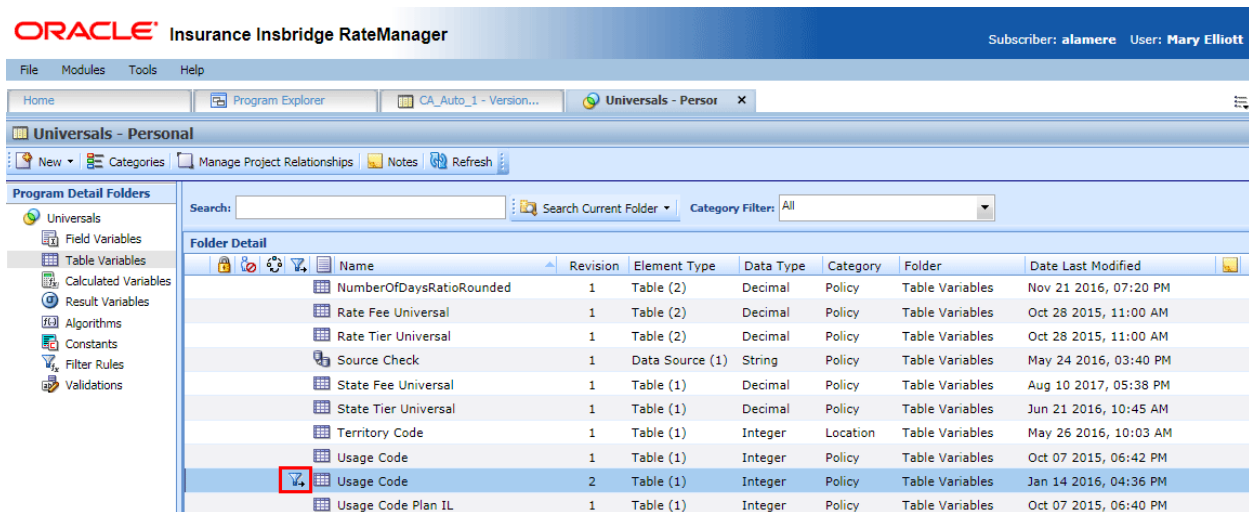 ORACLE® Insurance Insbridge RateManager
Subscriber: alamere User: Mary Elliott
File Modules Tools Help
Home Program Explorer CA_Auto_1 - Version... Universals - Persor ×
Universals - Personal
New Categories Manage Project Relationships Notes Refresh
Program Detail Folders
Universals
Field Variables
Table Variables
Calculated Variables
Result Variables
Algorithms
Constants
Filter Rules
Validations
Search: Search Current Folder Category Filter: All
Folder Detail
Name Revision Element Type Data Type Category Folder Date Last Modified
NumberOfDaysRatioRounded 1 Table (2) Decimal Policy Table Variables Nov 21 2016, 07:20 PM
Rate Fee Universal 1 Table (2) Decimal Policy Table Variables Oct 28 2015, 11:00 AM
Rate Tier Universal 1 Table (2) Decimal Policy Table Variables Oct 28 2015, 11:00 AM
Source Check 1 Data Source (1) String Policy Table Variables May 24 2016, 03:40 PM
State Fee Universal 1 Table (1) Decimal Policy Table Variables Aug 10 2017, 05:38 PM
State Tier Universal 1 Table (1) Decimal Policy Table Variables Jun 21 2016, 10:45 AM
Territory Code 1 Table (1) Integer Location Table Variables May 26 2016, 10:03 AM
Usage Code 1 Table (1) Integer Policy Table Variables Oct 07 2015, 06:42 PM
Usage Code 2 Table (1) Integer Policy Table Variables Jan 14 2016, 04:36 PM
Usage Code Plan IL 1 Table (1) Integer Policy Table Variables Oct 07 2015, 06:40 PM